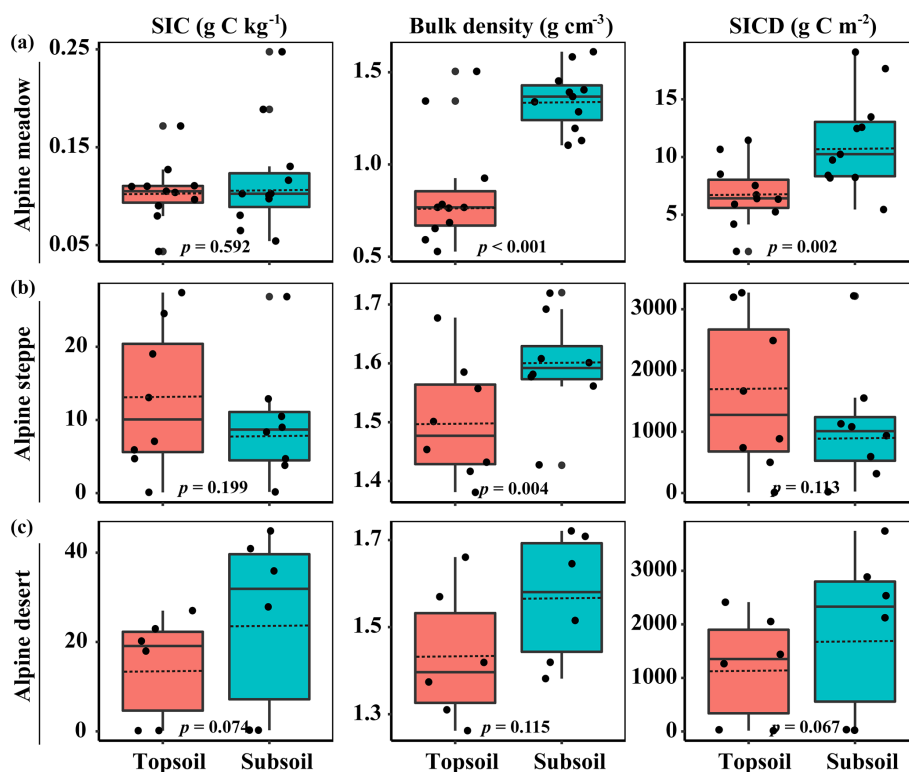 SIC (g C kg⁻¹) Bulk density (g cm⁻³) SICD (g C m⁻²)
(a)
Alpine meadow
0.25
0.15
0.05
p = 0.592
1.5
1.0
0.5
p < 0.001
15
10
5
p = 0.002
(b)
Alpine steppe
20
10
0
p = 0.199
1.7
1.6
1.5
1.4
p = 0.004
3000
2000
1000
0
p = 0.113
(c)
Alpine desert
40
20
0
p = 0.074
1.7
1.5
1.3
p = 0.115
3000
2000
1000
0
p = 0.067
Topsoil Subsoil Topsoil Subsoil Topsoil Subsoil